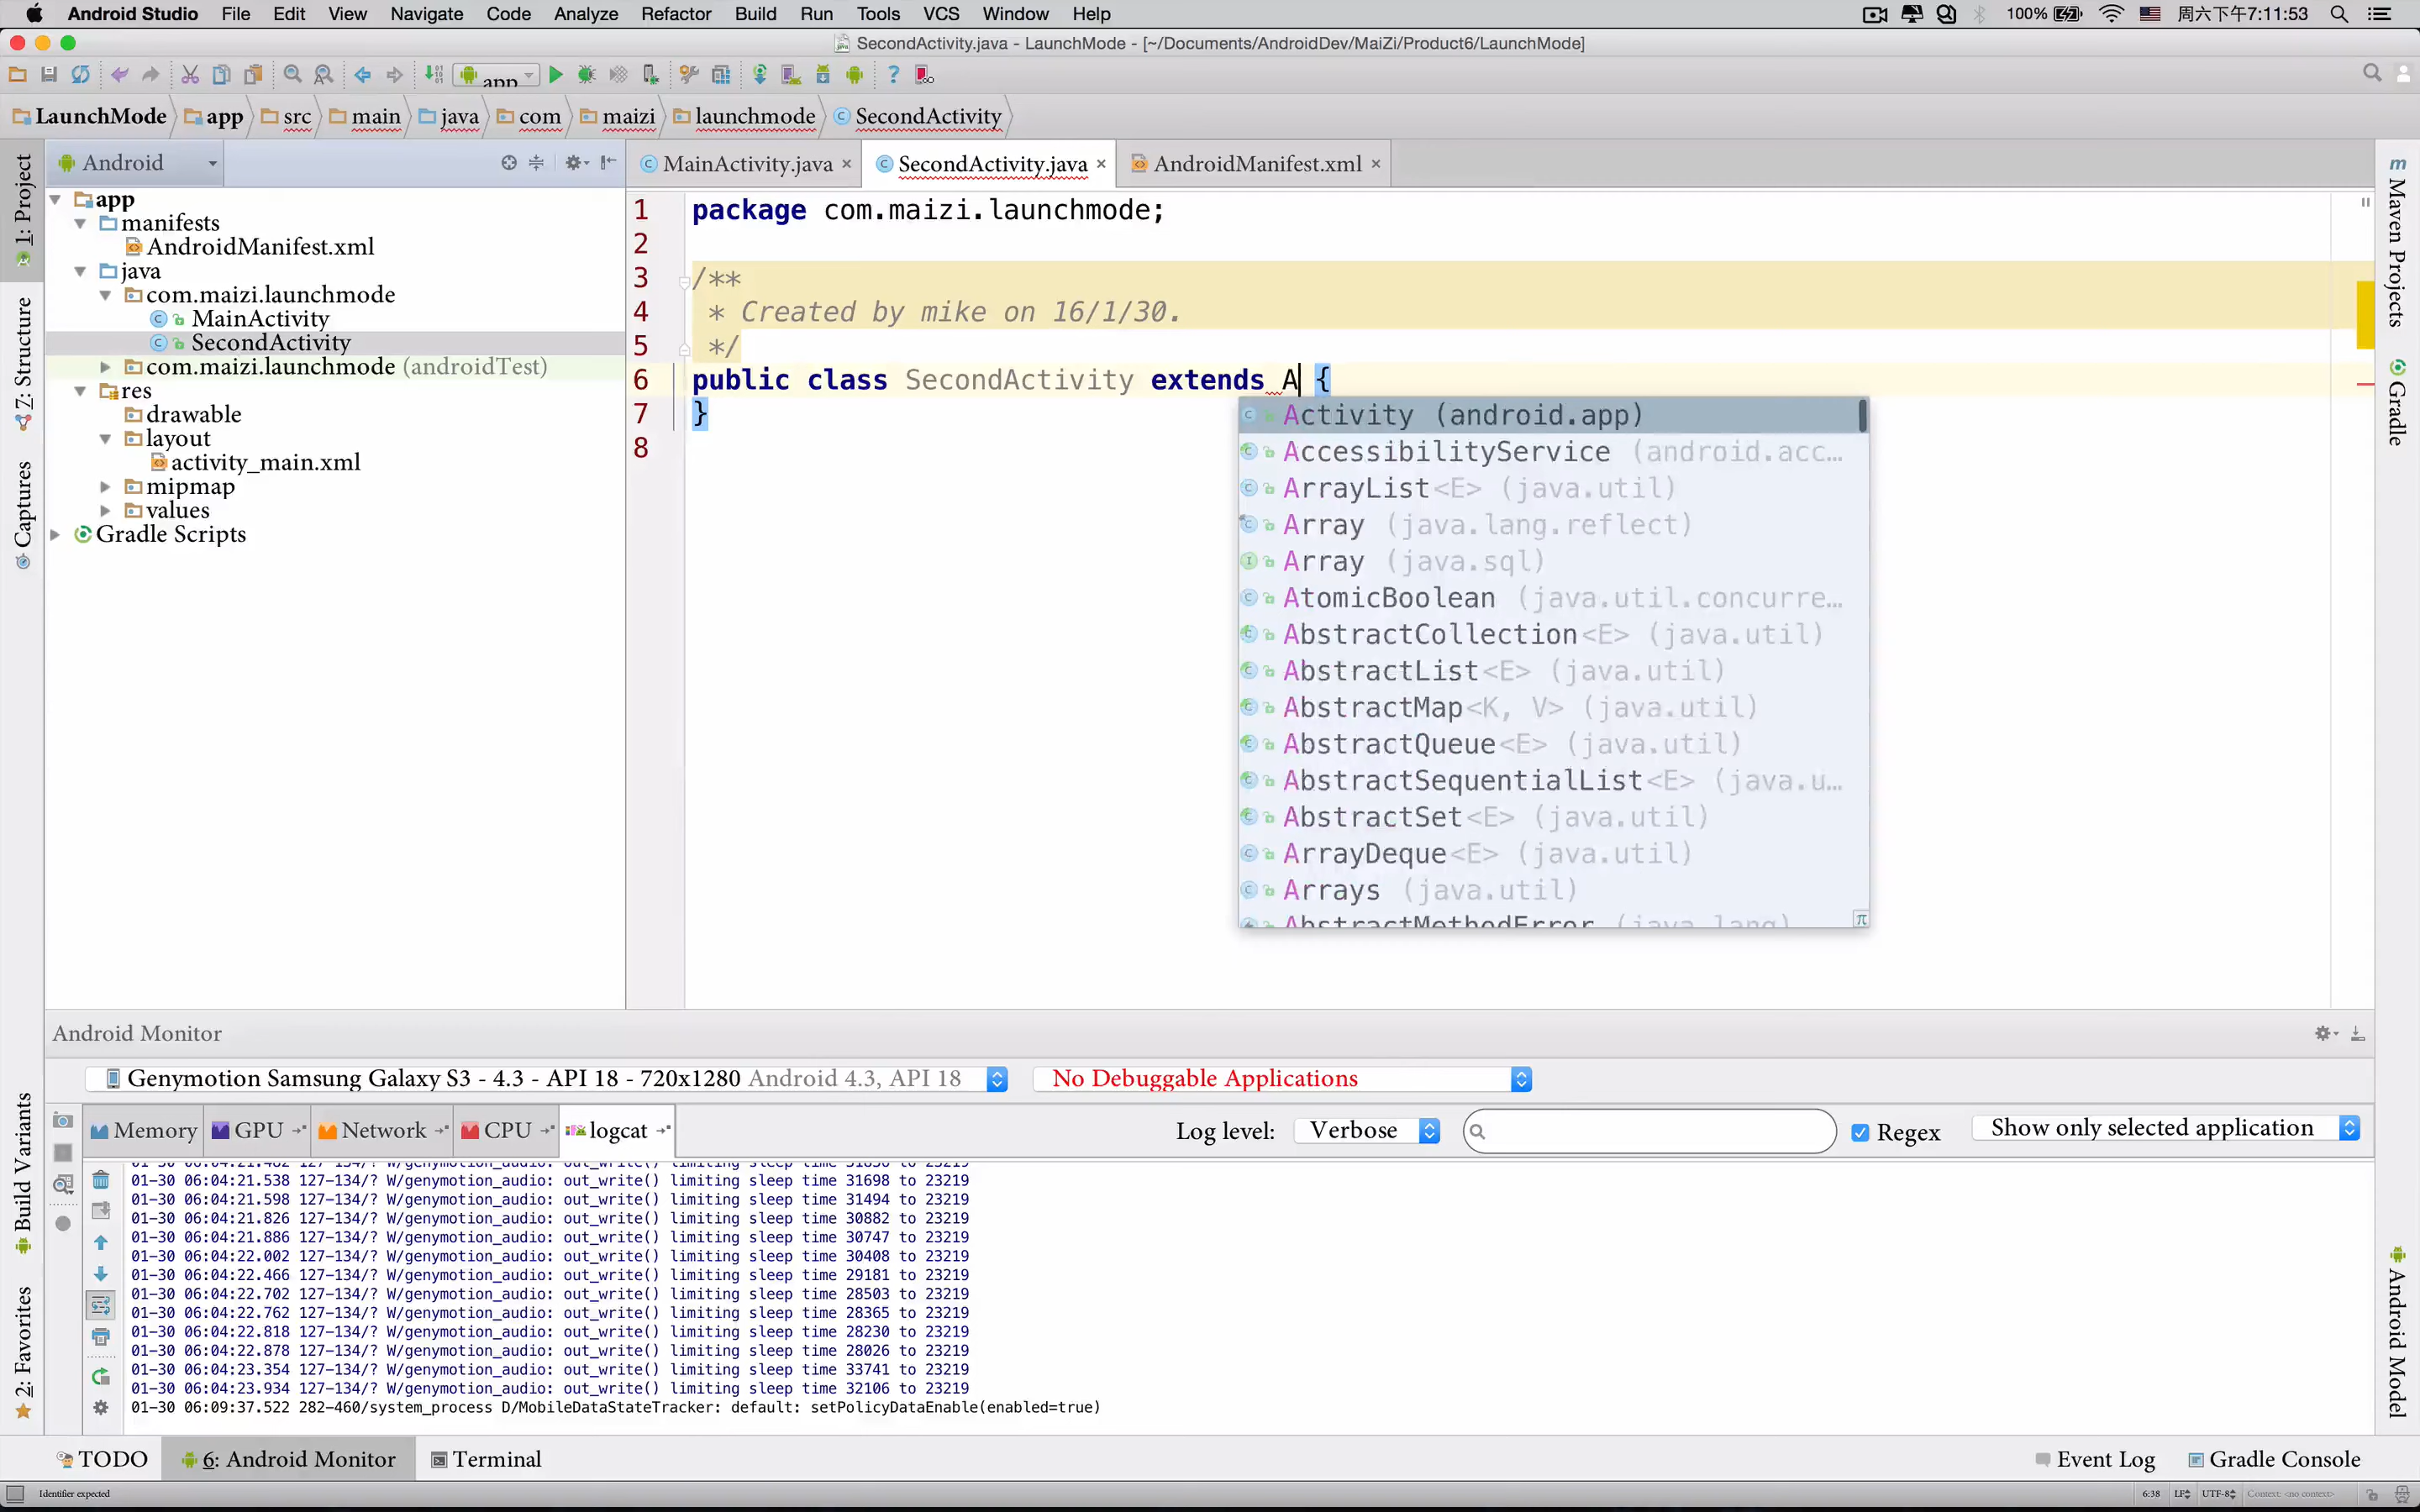 Android Studio File Edit View Navigate Code Analyze Refactor Build Run Tools VCS Window Help 100% 周六下午7:11:53
SecondActivity.java - LaunchMode - [~/Documents/AndroidDev/MaiZi/Product6/LaunchMode]
app
LaunchMode app src main java com maizi launchmode SecondActivity
1: Project
7: Structure
Captures
Build Variants
2: Favorites
Android
app
manifests
AndroidManifest.xml
java
com.maizi.launchmode
MainActivity
SecondActivity
com.maizi.launchmode (androidTest)
res
drawable
layout
activity_main.xml
mipmap
values
Gradle Scripts
MainActivity.java SecondActivity.java AndroidManifest.xml
1 package com.maizi.launchmode;
2
3 /**
4 * Created by mike on 16/1/30.
5 */
6 public class SecondActivity extends A {
7 }
8
Activity (android.app)
AccessibilityService (android.acc…
ArrayList<E> (java.util)
Array (java.lang.reflect)
Array (java.sql)
AtomicBoolean (java.util.concurre…
AbstractCollection<E> (java.util)
AbstractList<E> (java.util)
AbstractMap<K, V> (java.util)
AbstractQueue<E> (java.util)
AbstractSequentialList<E> (java.u…
AbstractSet<E> (java.util)
ArrayDeque<E> (java.util)
Arrays (java.util)
AbstractMethodError (java.lang)
π
m Maven Projects
Gradle
Android Model
Android Monitor
Genymotion Samsung Galaxy S3 - 4.3 - API 18 - 720x1280 Android 4.3, API 18 No Debuggable Applications
Memory GPU Network CPU logcat Log level: Verbose Regex Show only selected application
01-30 06:04:21.538 127-134/? W/genymotion_audio: out_write() limiting sleep time 31698 to 23219
01-30 06:04:21.598 127-134/? W/genymotion_audio: out_write() limiting sleep time 31494 to 23219
01-30 06:04:21.826 127-134/? W/genymotion_audio: out_write() limiting sleep time 30882 to 23219
01-30 06:04:21.886 127-134/? W/genymotion_audio: out_write() limiting sleep time 30747 to 23219
01-30 06:04:22.002 127-134/? W/genymotion_audio: out_write() limiting sleep time 30408 to 23219
01-30 06:04:22.466 127-134/? W/genymotion_audio: out_write() limiting sleep time 29181 to 23219
01-30 06:04:22.702 127-134/? W/genymotion_audio: out_write() limiting sleep time 28503 to 23219
01-30 06:04:22.762 127-134/? W/genymotion_audio: out_write() limiting sleep time 28365 to 23219
01-30 06:04:22.818 127-134/? W/genymotion_audio: out_write() limiting sleep time 28230 to 23219
01-30 06:04:22.878 127-134/? W/genymotion_audio: out_write() limiting sleep time 28026 to 23219
01-30 06:04:23.354 127-134/? W/genymotion_audio: out_write() limiting sleep time 33741 to 23219
01-30 06:04:23.934 127-134/? W/genymotion_audio: out_write() limiting sleep time 32106 to 23219
01-30 06:09:37.522 282-460/system_process D/MobileDataStateTracker: default: setPolicyDataEnable(enabled=true)
TODO 6: Android Monitor Terminal Event Log Gradle Console
Identifier expected 6:38 LF UTF-8 Context: <no context>